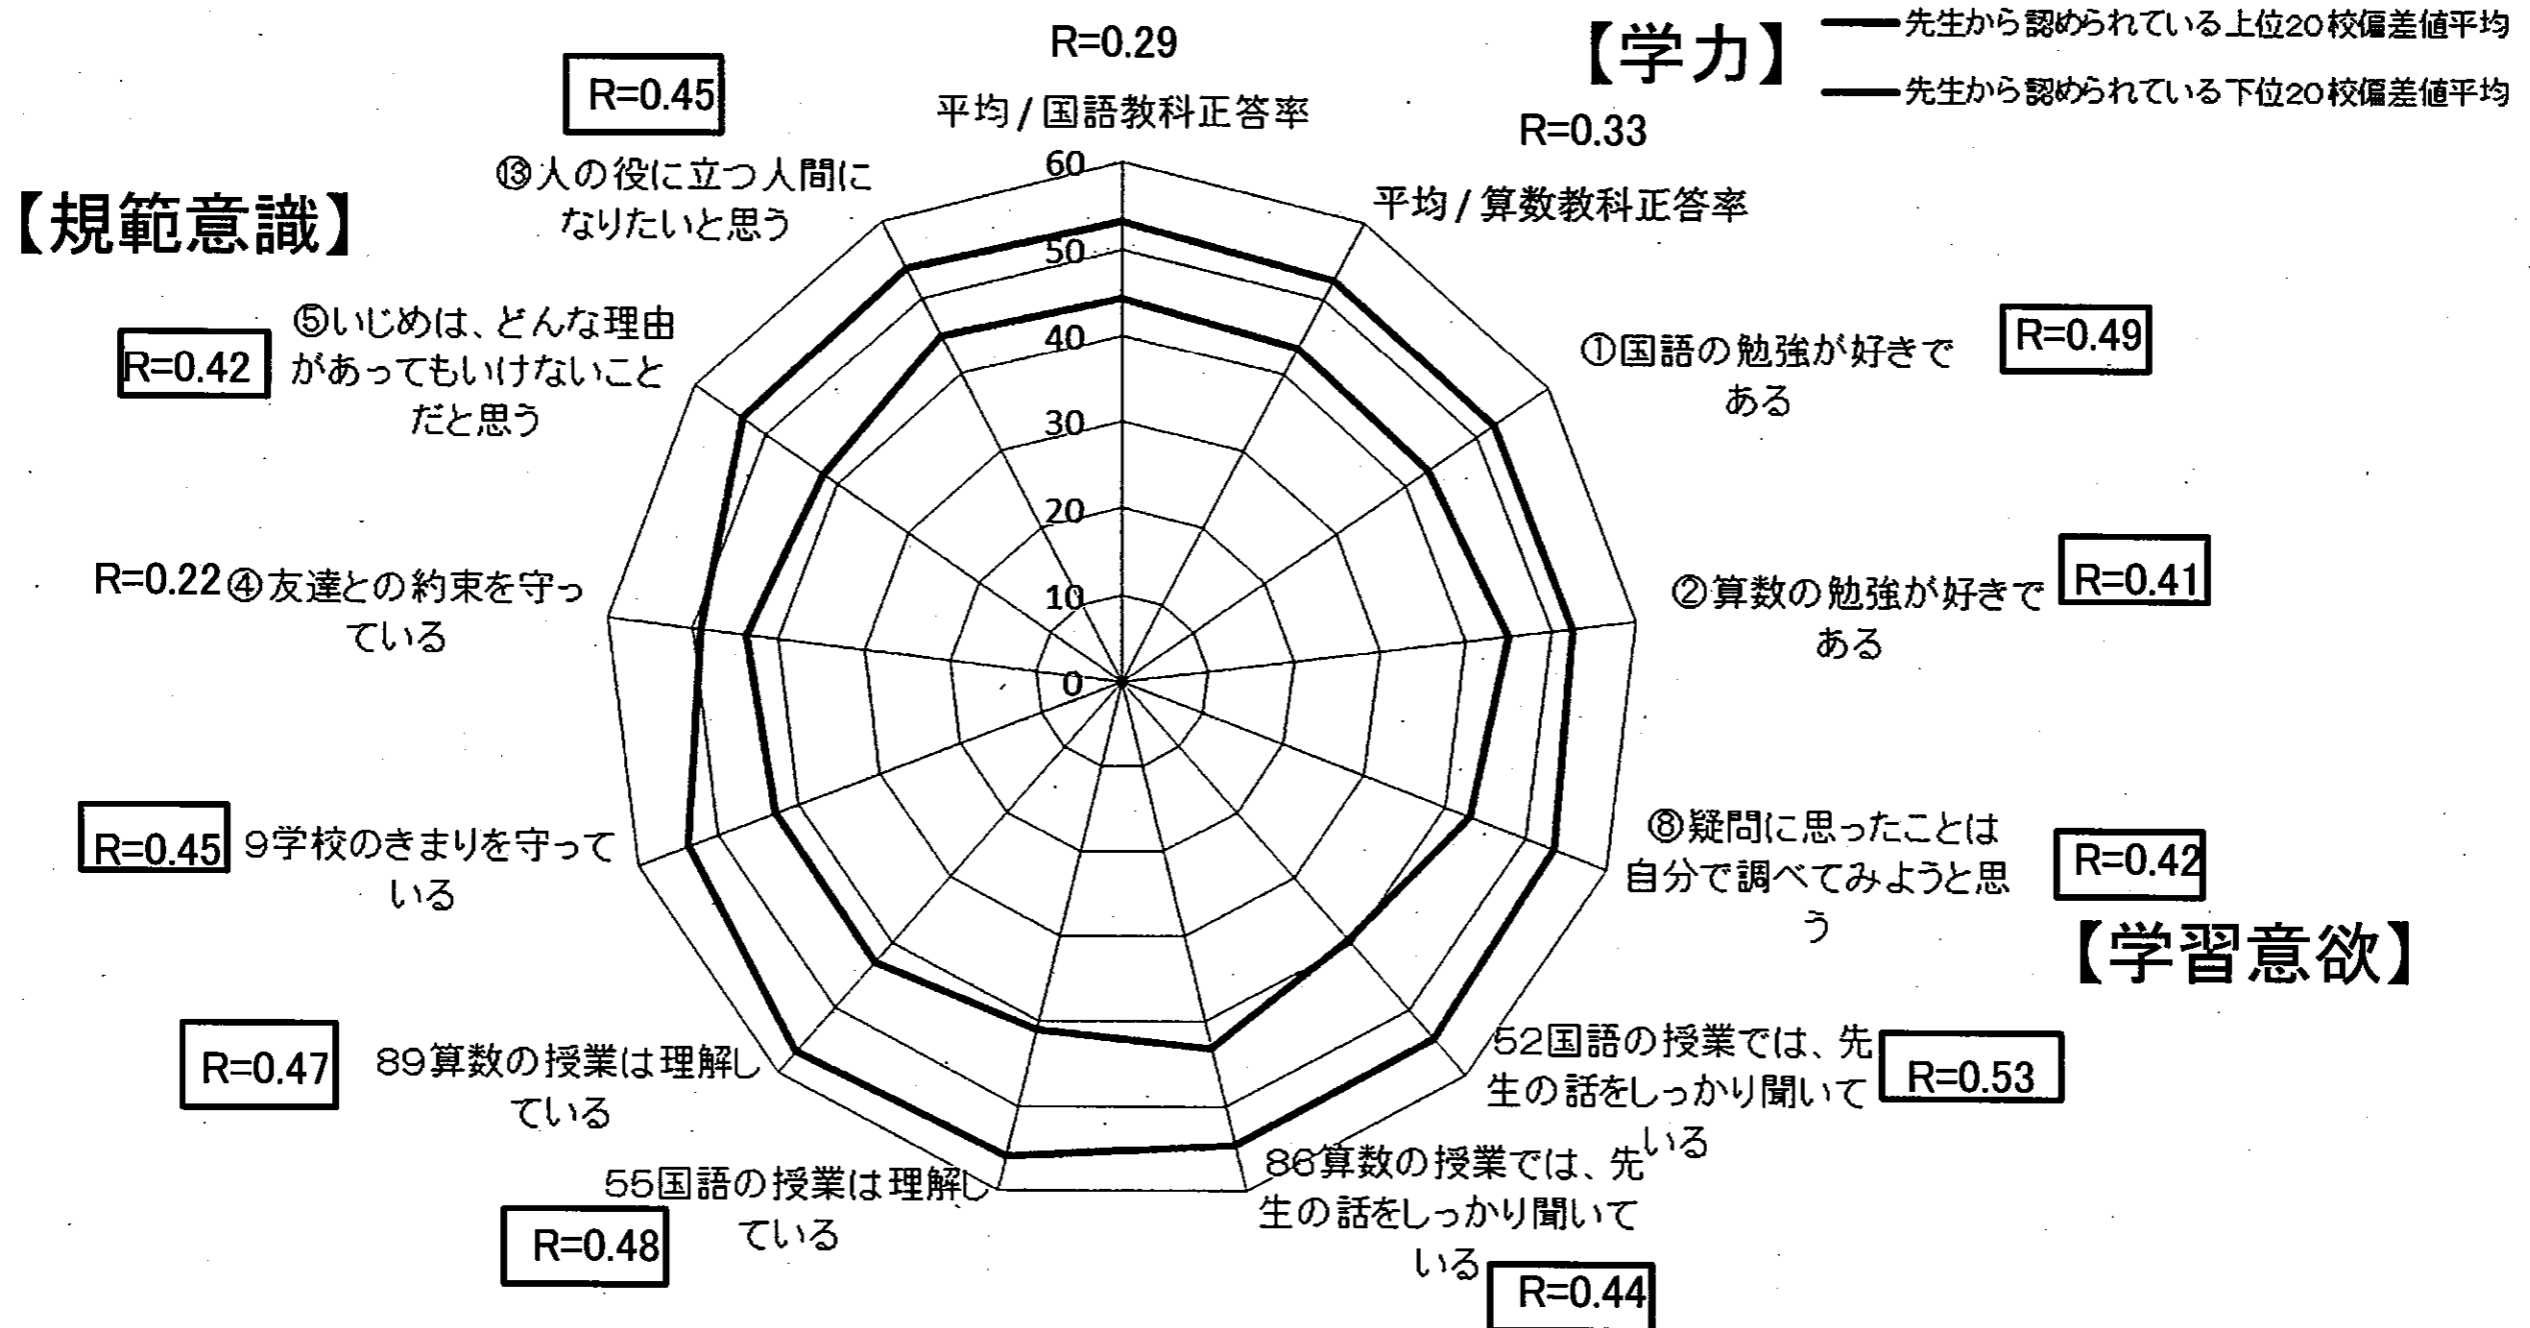 【学力】
先生から認められている上位20校偏差値平均
先生から認められている下位20校偏差値平均
R=0.29
平均/国語教科正答率
R=0.33
平均/算数教科正答率
R=0.49
①国語の勉強が好きで
ある
R=0.41
②算数の勉強が好きで
ある
R=0.42
⑧疑問に思ったことは
自分で調べてみようと思
う
【学習意欲】
R=0.53
52国語の授業では、先
生の話をしっかり聞いて
いる
86算数の授業では、先
生の話をしっかり聞いて
いる
R=0.44
55国語の授業は理解し
ている
R=0.48
89算数の授業は理解し
ている
R=0.47
R=0.45
9学校のきまりを守って
いる
R=0.22
④友達との約束を守っ
ている
R=0.42
⑤いじめは、どんな理由
があってもいけないこと
だと思う
【規範意識】
R=0.45
⑬人の役に立つ人間に
なりたいと思う
60
50
40
30
20
10
0